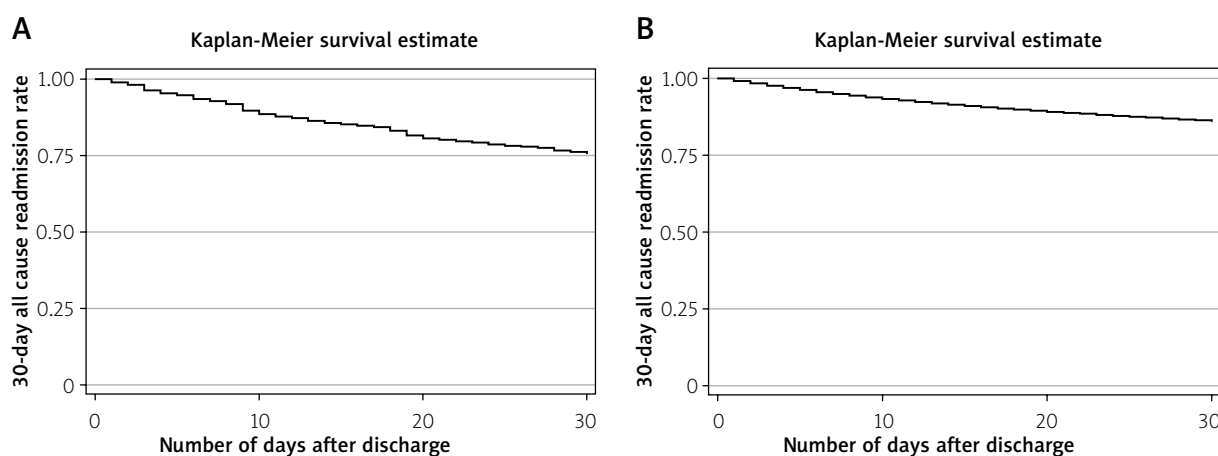 A
Kaplan-Meier survival estimate
30-day all cause readmission rate
1.00
0.75
0.50
0.25
0
0 10 20 30
Number of days after discharge
B
Kaplan-Meier survival estimate
30-day all cause readmission rate
1.00
0.75
0.50
0.25
0
0 10 20 30
Number of days after discharge